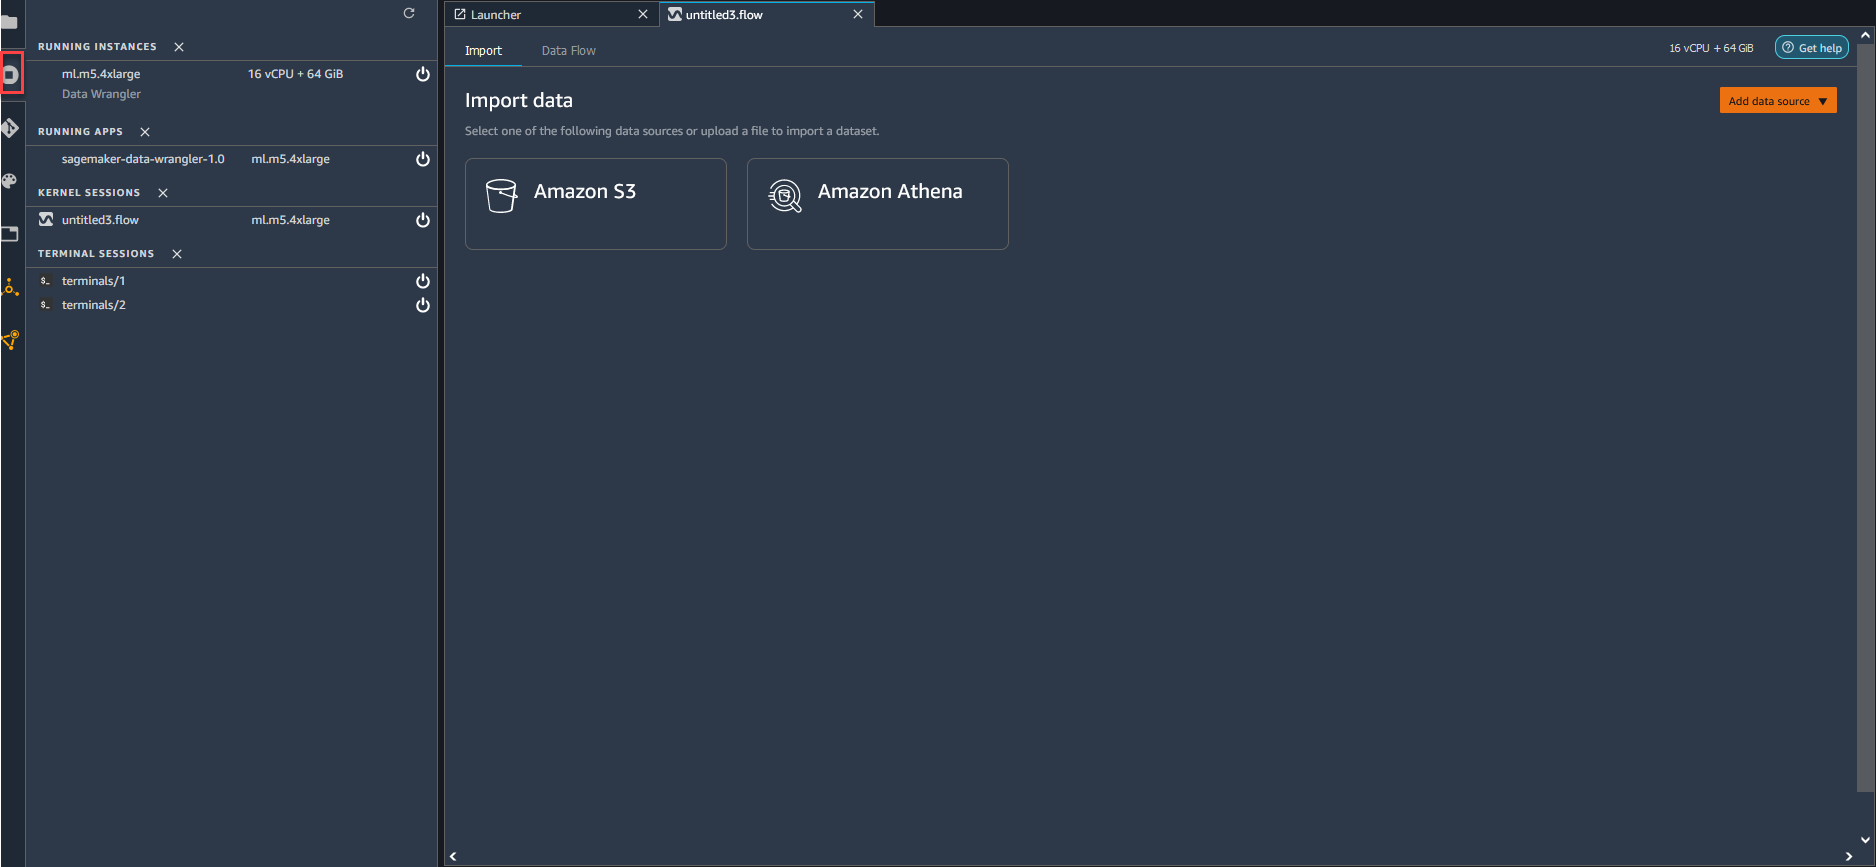 RUNNING INSTANCES
ml.m5.4xlarge 16 vCPU + 64 GiB
Data Wrangler
RUNNING APPS
sagemaker-data-wrangler-1.0 ml.m5.4xlarge
KERNEL SESSIONS
untitled3.flow ml.m5.4xlarge
TERMINAL SESSIONS
$_ terminals/1
$_ terminals/2
Launcher untitled3.flow
Import Data Flow 16 vCPU + 64 GiB Get help
Import data Add data source
Select one of the following data sources or upload a file to import a dataset.
Amazon S3 Amazon Athena